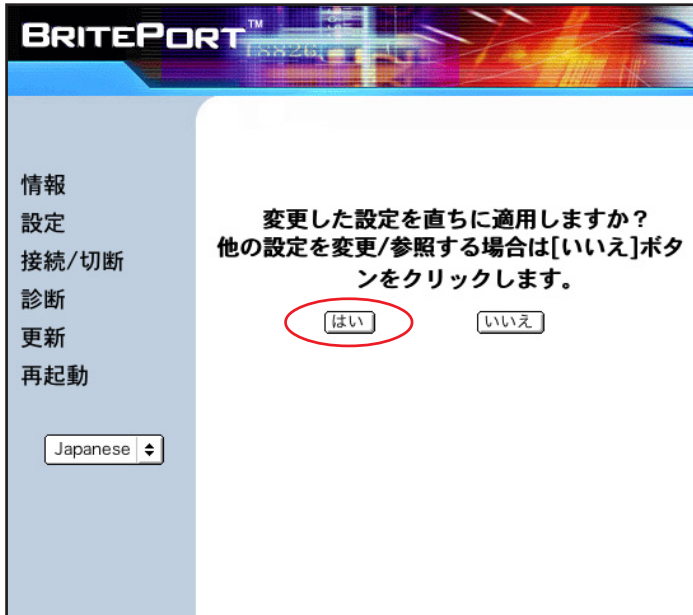 BRITEPORT™
情報
設定
接続/切断
診断
更新
再起動
Japanese
変更した設定を直ちに適用しますか？
他の設定を変更/参照する場合は[いいえ]ボタ
ンをクリックします。
はい
いいえ